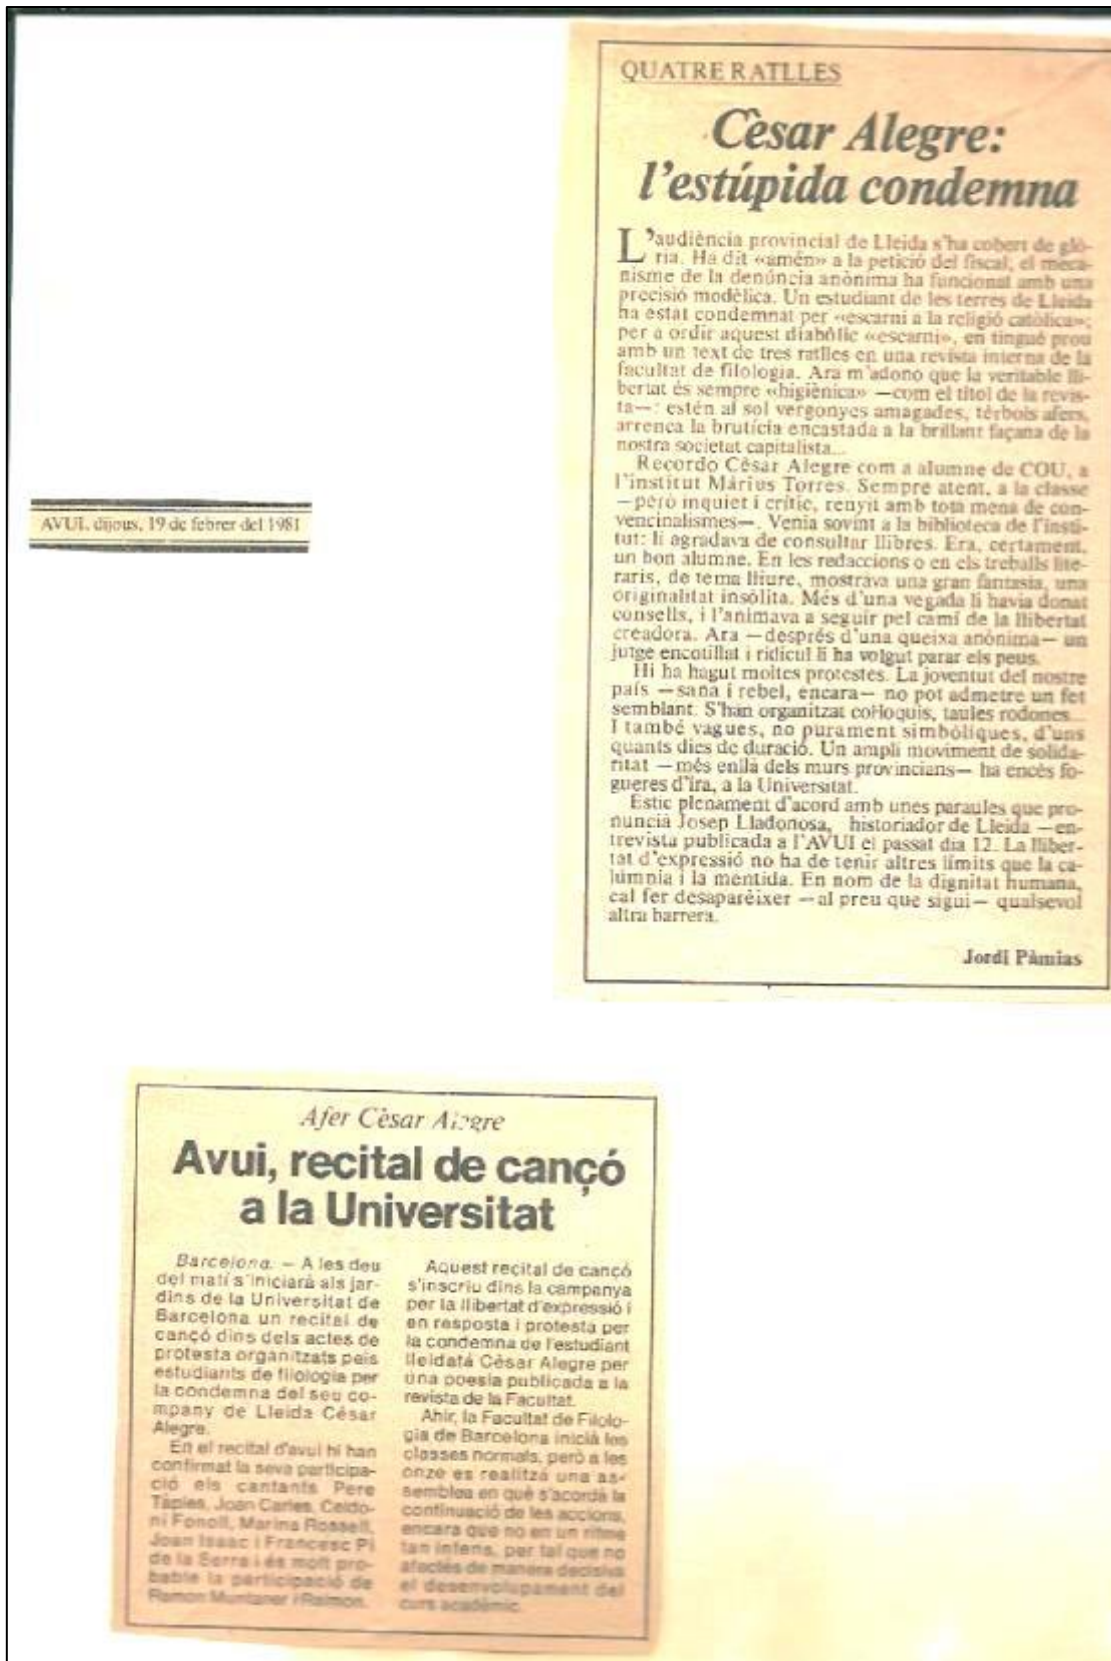 QUATRE RATLLES
Cèsar Alegre:
l'estúpida condemna
L'audiència provincial de Lleida s'ha cobert de glò-
ria. Ha dit «amén» a la petició del fiscal; el meca-
nisme de la denúncia anònima ha funcionat amb una
precisió modèlica. Un estudiant de les terres de Lleida
ha estat condemnat per «escarni a la religió catòlica»;
per a ordir aquest diabòlic «escarni», en tingué prou
amb un text de tres ratlles en una revista interna de la
facultat de filologia. Ara m'adono que la veritable lli-
bertat és sempre «higiènica» —com el títol de la revis-
ta—: estén al sol vergonyes amagades, tèrbols afers,
arrenca la brutícia encastada a la brillant façana de la
nostra societat capitalista...
Recordo Cèsar Alegre com a alumne de COU, a
l'institut Màrius Torres. Sempre atent, a la classe
—però inquiet i crític, renyit amb tota mena de con-
vencinalismes—. Venia sovint a la biblioteca de l'insti-
tut: li agradava de consultar llibres. Era, certament,
un bon alumne. En les redaccions o en els treballs lite-
raris, de tema lliure, mostrava una gran fantasia, una
originalitat insòlita. Més d'una vegada li havia donat
consells, i l'animava a seguir pel camí de la llibertat
creadora. Ara —després d'una queixa anònima— un
jutge encotillat i ridícul li ha volgut parar els peus.
Hi ha hagut moltes protestes. La joventut del nostre
país —sana i rebel, encara— no pot admetre un fet
semblant. S'han organitzat col·loquis, taules rodones...
I també vagues, no purament simbòliques, d'uns
quants dies de duració. Un ampli moviment de solida-
ritat —més enllà dels murs provincians— ha encès fo-
gueres d'ira, a la Universitat.
Estic plenament d'acord amb unes paraules que pro-
nuncià Josep Lladonosa, historiador de Lleida —en-
trevista publicada a l'AVUI el passat dia 12. La lliber-
tat d'expressió no ha de tenir altres límits que la ca-
lúmnia i la mentida. En nom de la dignitat humana,
cal fer desaparèixer —al preu que sigui— qualsevol
altra barrera.
Jordi Pàmias
AVUI, dijous, 19 de febrer del 1981
Afer Cèsar Alegre
Avui, recital de cançó
a la Universitat
Barcelona. — A les deu
del matí s'iniciarà als jar-
dins de la Universitat de
Barcelona un recital de
cançó dins dels actes de
protesta organitzats pels
estudiants de filologia per
la condemna del seu co-
mpany de Lleida Cèsar
Alegre.
En el recital d'avui hi han
confirmat la seva participa-
ció els cantants Pere
Tàpies, Joan Carles, Celdo-
ni Fonoll, Marina Rossell,
Joan Isaac i Francesc Pi
de la Serra i és molt pro-
bable la participació de
Ramon Muntaner i Raimon.
Aquest recital de cançó
s'inscriu dins la campanya
per la llibertat d'expressió i
en resposta i protesta per
la condemna de l'estudiant
lleidatà Cèsar Alegre per
una poesia publicada a la
revista de la Facultat.
Ahir, la Facultat de Filolo-
gia de Barcelona inicià les
classes normals, però a les
onze es realitzà una as-
semblea en què s'acordà la
continuació de les accions,
encara que no en un ritme
tan intens, per tal que no
afectés de manera decisiva
el desenvolupament del
curs acadèmic.